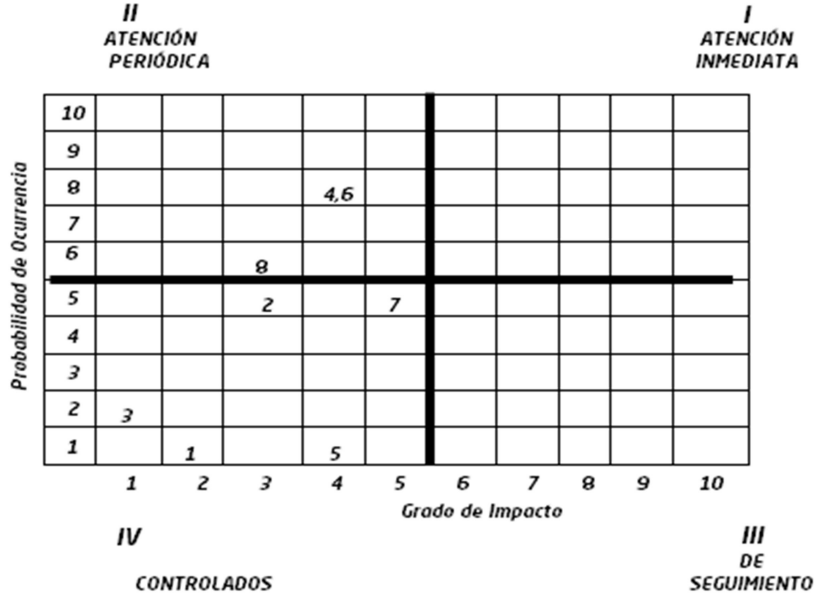 II
ATENCIÓN
PERIÓDICA
I
ATENCIÓN
INMEDIATA
Probabilidad de Ocurrencia
10
9
8 4,6
7
6 8
5 2 7
4
3
2 3
1 1 5
1 2 3 4 5 6 7 8 9 10
Grado de Impacto
IV
CONTROLADOS
III
DE
SEGUIMIENTO